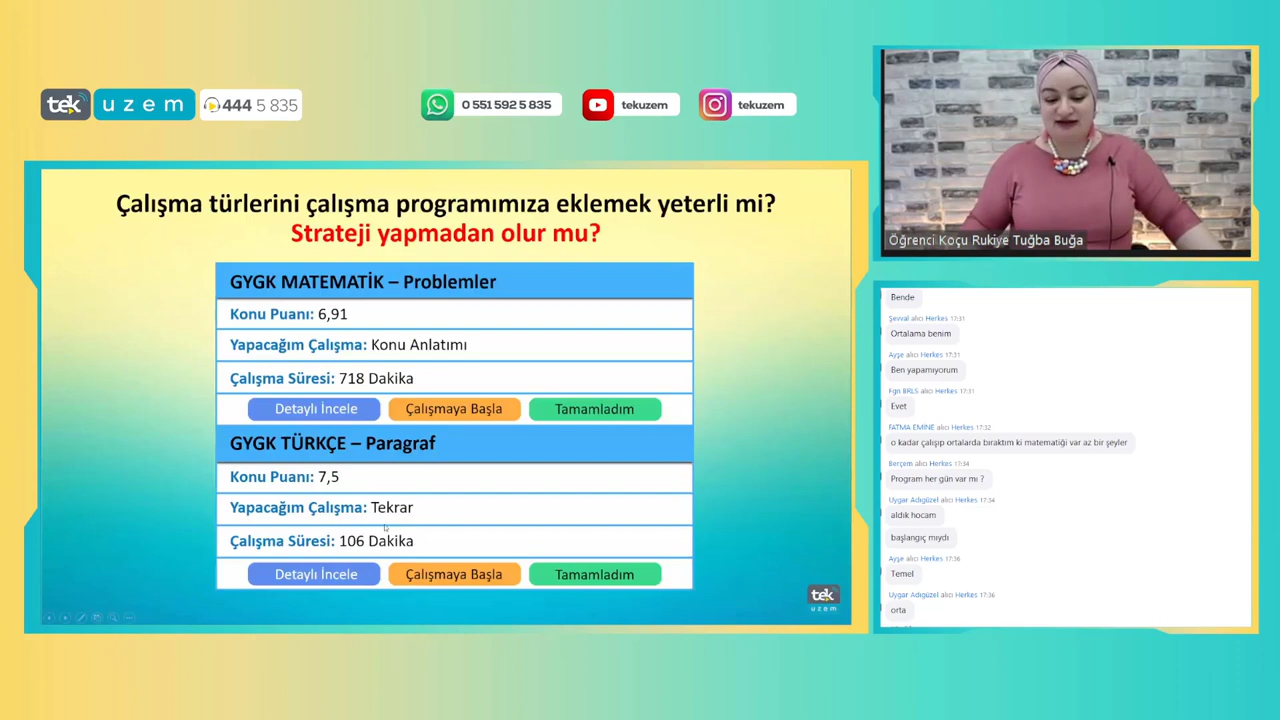 tek uzem 444 5 835
0 551 592 5 835
tekuzem
tekuzem
Çalışma türlerini çalışma programımıza eklemek yeterli mi?
Strateji yapmadan olur mu?
GYGK MATEMATİK – Problemler
Konu Puanı: 6,91
Yapacağım Çalışma: Konu Anlatımı
Çalışma Süresi: 718 Dakika
Detaylı İncele Çalışmaya Başla Tamamladım
GYGK TÜRKÇE – Paragraf
Konu Puanı: 7,5
Yapacağım Çalışma: Tekrar
Çalışma Süresi: 106 Dakika
Detaylı İncele Çalışmaya Başla Tamamladım
tek
uzem
Öğrenci Koçu Rukiye Tuğba Buğa
Bende
Şevval alıcı Herkes 17:31
Ortalama benim
Ayşe alıcı Herkes 17:31
Ben yapamıyorum
Fgn BRLS alıcı Herkes 17:31
Evet
FATMA EMİNE alıcı Herkes 17:32
o kadar çalışıp ortalarda bıraktım ki matematiği var az bir şeyler
Berçem alıcı Herkes 17:34
Program her gün var mı ?
Uygar Adıgüzel alıcı Herkes 17:34
aldık hocam
başlangıç mıydı
Ayşe alıcı Herkes 17:36
Temel
Uygar Adıgüzel alıcı Herkes 17:36
orta